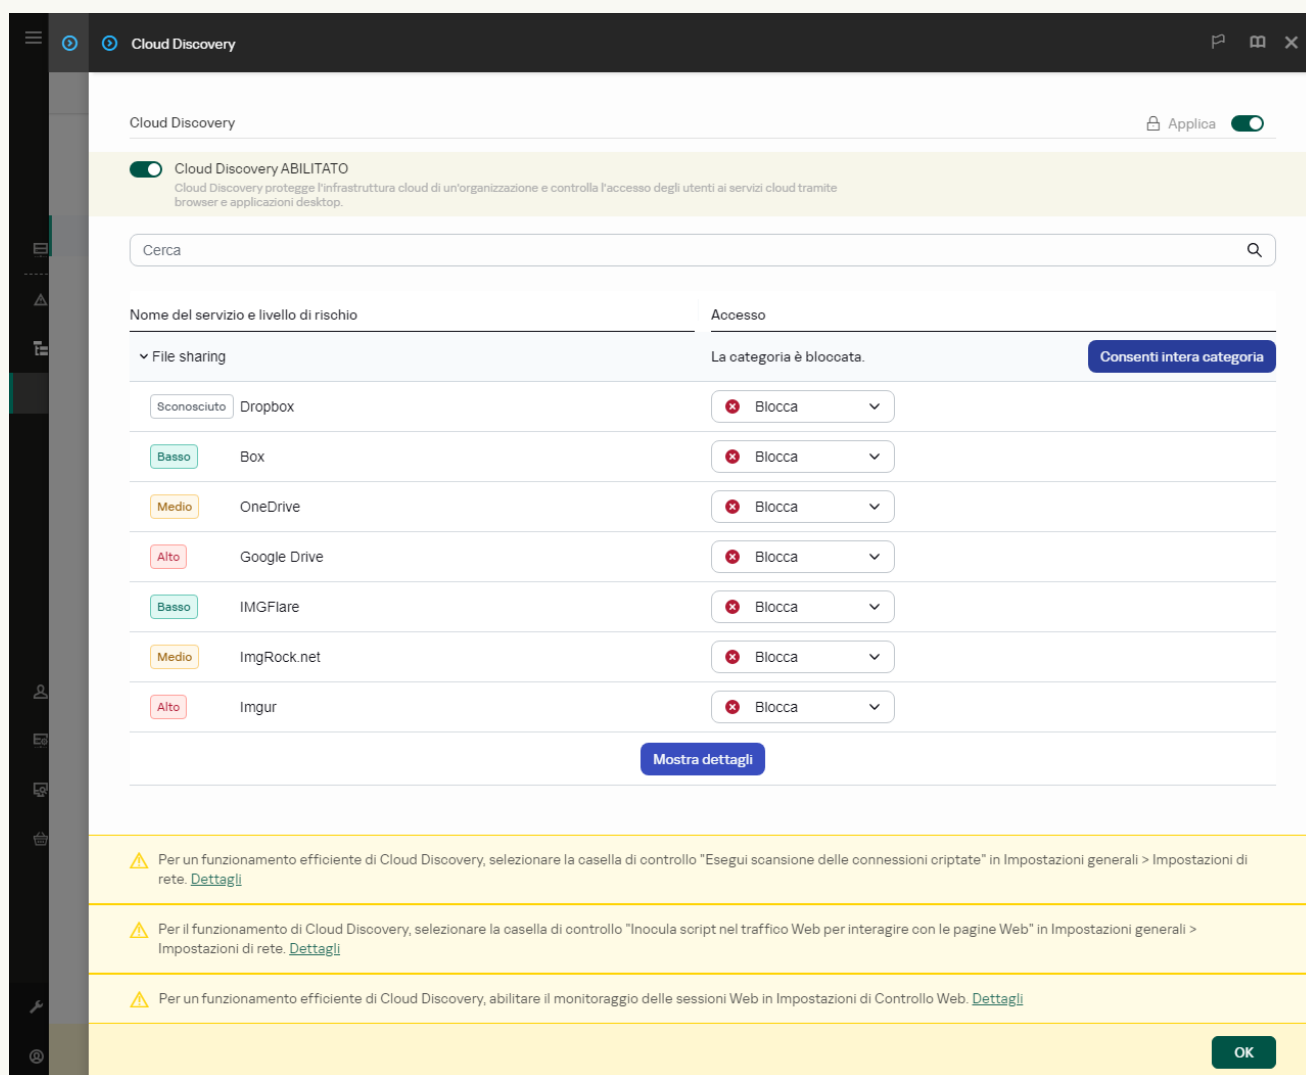 Cloud Discovery
Cloud Discovery
Applica
Cloud Discovery ABILITATO
Cloud Discovery protegge l'infrastruttura cloud di un'organizzazione e controlla l'accesso degli utenti ai servizi cloud tramite
browser e applicazioni desktop.
Cerca
Nome del servizio e livello di rischio Accesso
File sharing La categoria è bloccata. Consenti intera categoria
Sconosciuto Dropbox Blocca
Basso Box Blocca
Medio OneDrive Blocca
Alto Google Drive Blocca
Basso IMGFlare Blocca
Medio ImgRock.net Blocca
Alto Imgur Blocca
Mostra dettagli
Per un funzionamento efficiente di Cloud Discovery, selezionare la casella di controllo "Esegui scansione delle connessioni criptate" in Impostazioni generali > Impostazioni di
rete. Dettagli
Per il funzionamento di Cloud Discovery, selezionare la casella di controllo "Inocula script nel traffico Web per interagire con le pagine Web" in Impostazioni generali >
Impostazioni di rete. Dettagli
Per un funzionamento efficiente di Cloud Discovery, abilitare il monitoraggio delle sessioni Web in Impostazioni di Controllo Web. Dettagli
OK